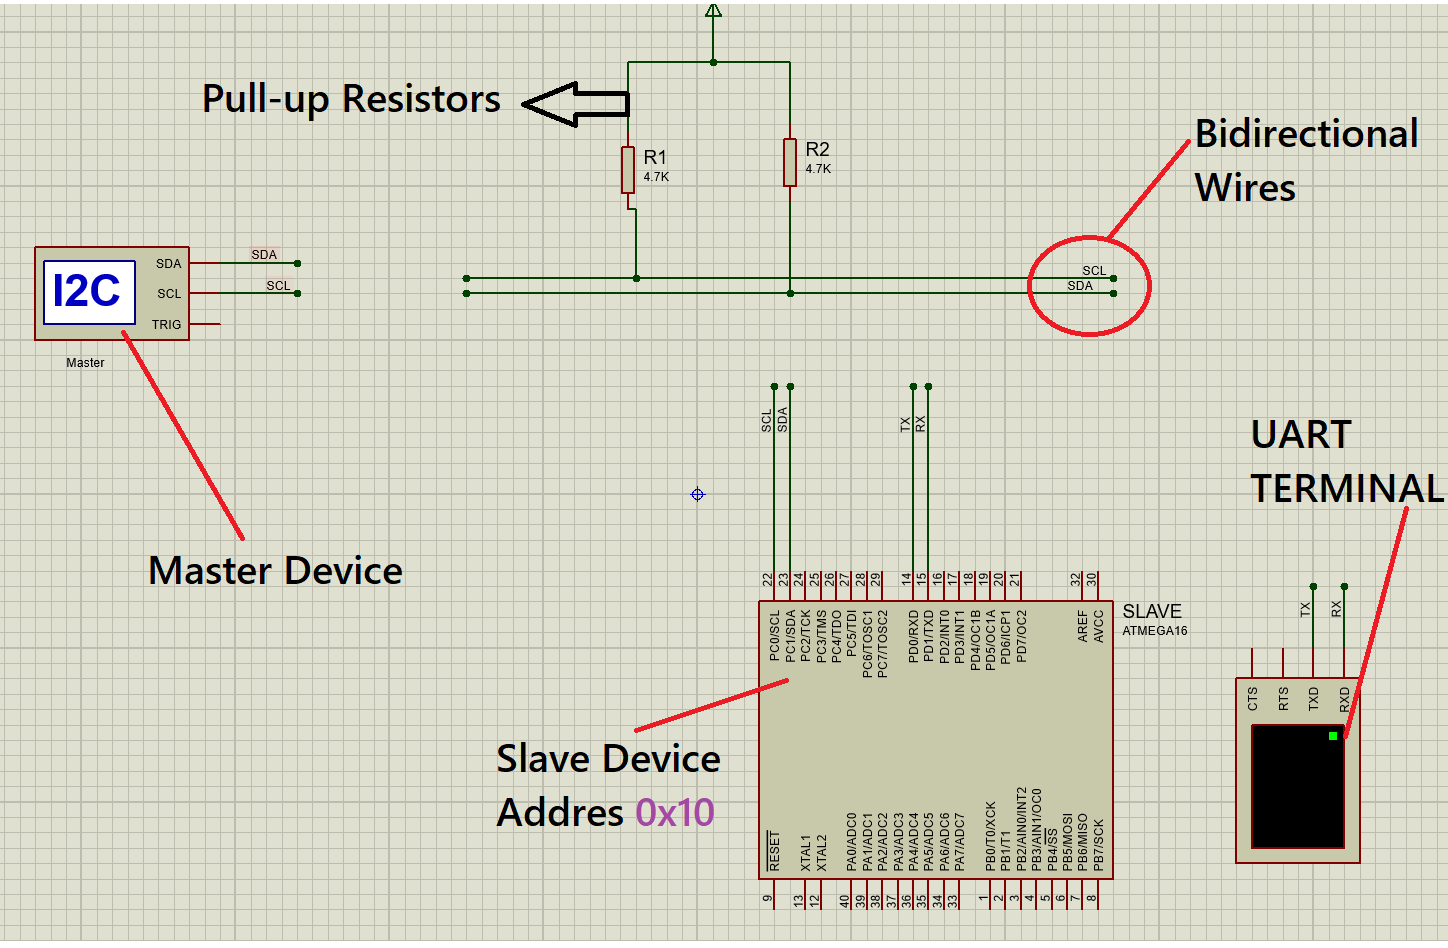 Pull-up Resistors
R1
4.7K
R2
4.7K
Bidirectional
Wires
I2C
SDA
SCL
TRIG
SDA
SCL
Master
SCL
SDA
Master Device
SCL
SDA
TX
RX
UART
TERMINAL
22
23
24
25
26
27
28
29
14
15
16
17
18
19
20
21
32
30
PC0/SCL
PC1/SDA
PC2/TCK
PC3/TMS
PC4/TDO
PC5/TDI
PC6/TOSC1
PC7/TOSC2
PD0/RXD
PD1/TXD
PD2/INT0
PD3/INT1
PD4/OC1B
PD5/OC1A
PD6/ICP1
PD7/OC2
AREF
AVCC
SLAVE
ATMEGA16
TX
RX
CTS
RTS
TXD
RXD
Slave Device
Addres 0x10
RESET
XTAL1
XTAL2
PA0/ADC0
PA1/ADC1
PA2/ADC2
PA3/ADC3
PA4/ADC4
PA5/ADC5
PA6/ADC6
PA7/ADC7
PB0/T0/XCK
PB1/T1
PB2/AIN0/INT2
PB3/AIN1/OC0
PB4/SS
PB5/MOSI
PB6/MISO
PB7/SCK
9
13
12
40
39
38
37
36
35
34
33
1
2
3
4
5
6
7
8